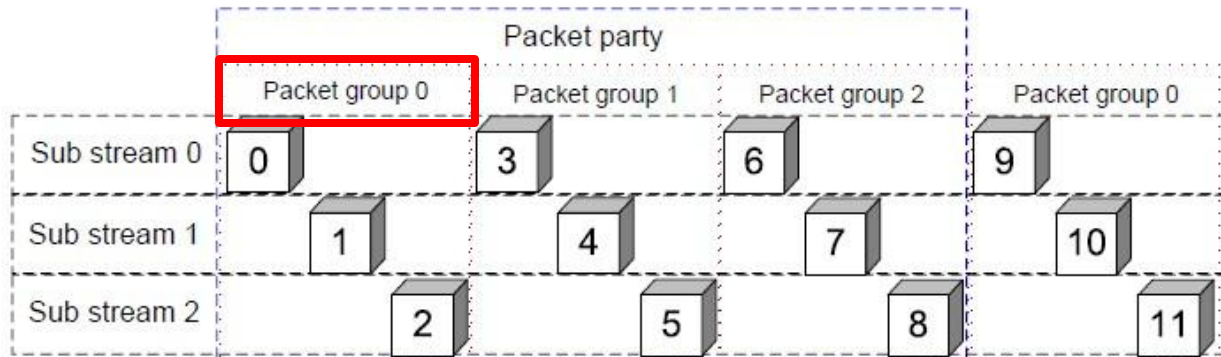 Packet party
Packet group 0 Packet group 1 Packet group 2 Packet group 0
Sub stream 0 0 3 6 9
Sub stream 1 1 4 7 10
Sub stream 2 2 5 8 11